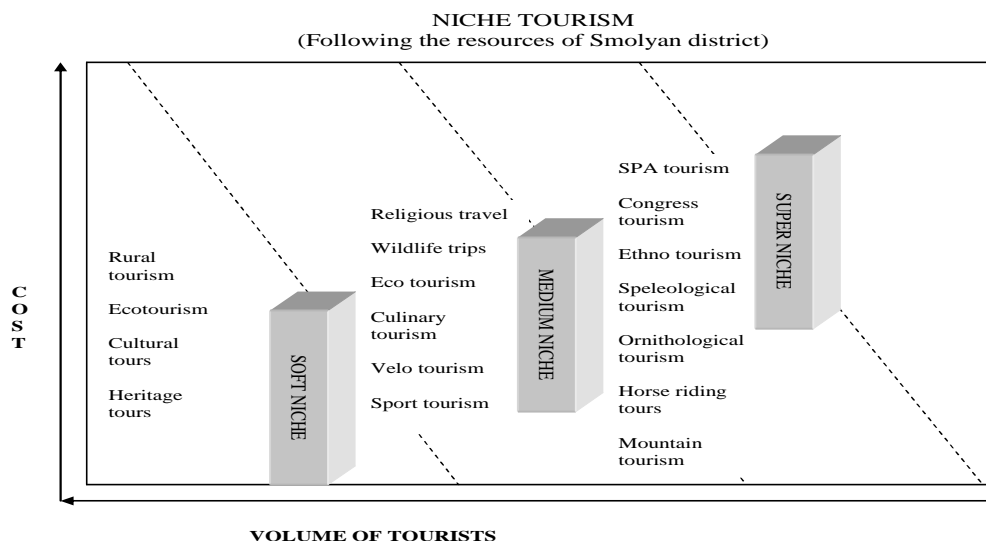 NICHE TOURISM
(Following the resources of Smolyan district)
COST
Rural
tourism
Ecotourism
Cultural
tours
Heritage
tours
SOFT NICHE
Religious travel
Wildlife trips
Eco tourism
Culinary
tourism
Velo tourism
Sport tourism
MEDIUM NICHE
SPA tourism
Congress
tourism
Ethno tourism
Speleological
tourism
Ornithological
tourism
Horse riding
tours
Mountain
tourism
SUPER NICHE
VOLUME OF TOURISTS